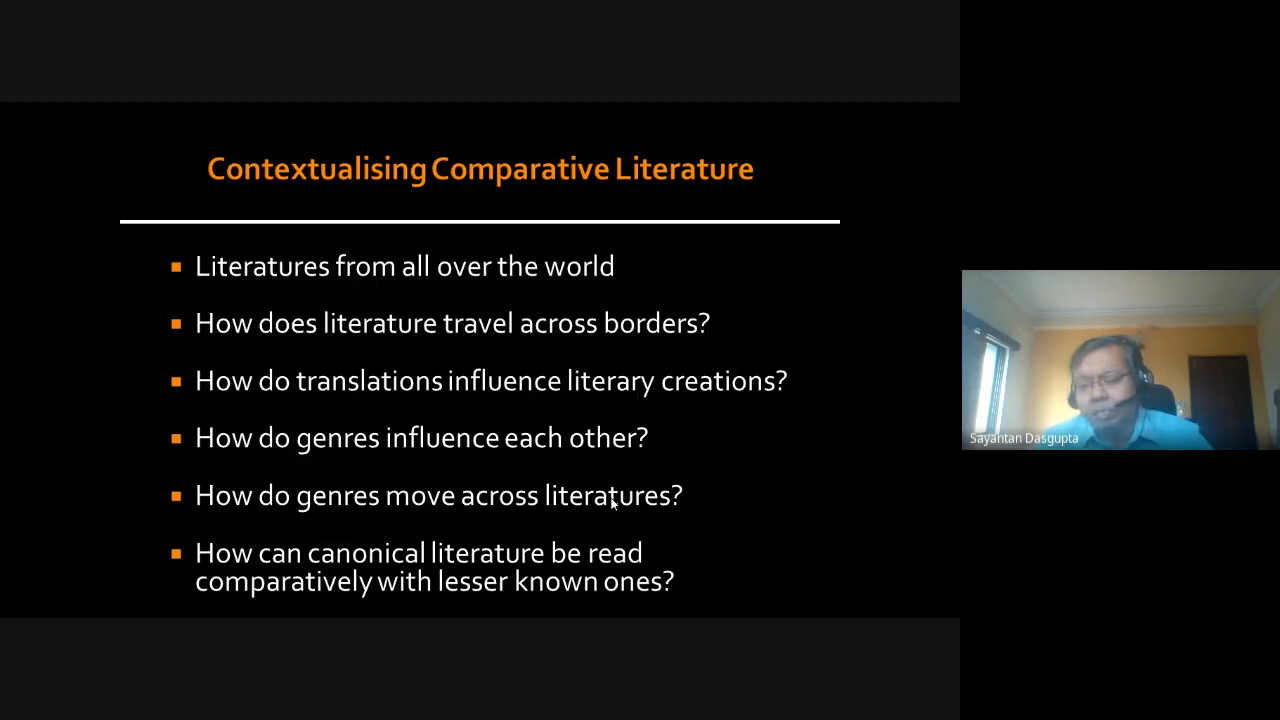 Contextualising Comparative Literature
Literatures from all over the world
How does literature travel across borders?
How do translations influence literary creations?
How do genres influence each other?
How do genres move across literatures?
How can canonical literature be read
comparatively with lesser known ones?
Sayantan Dasgupta